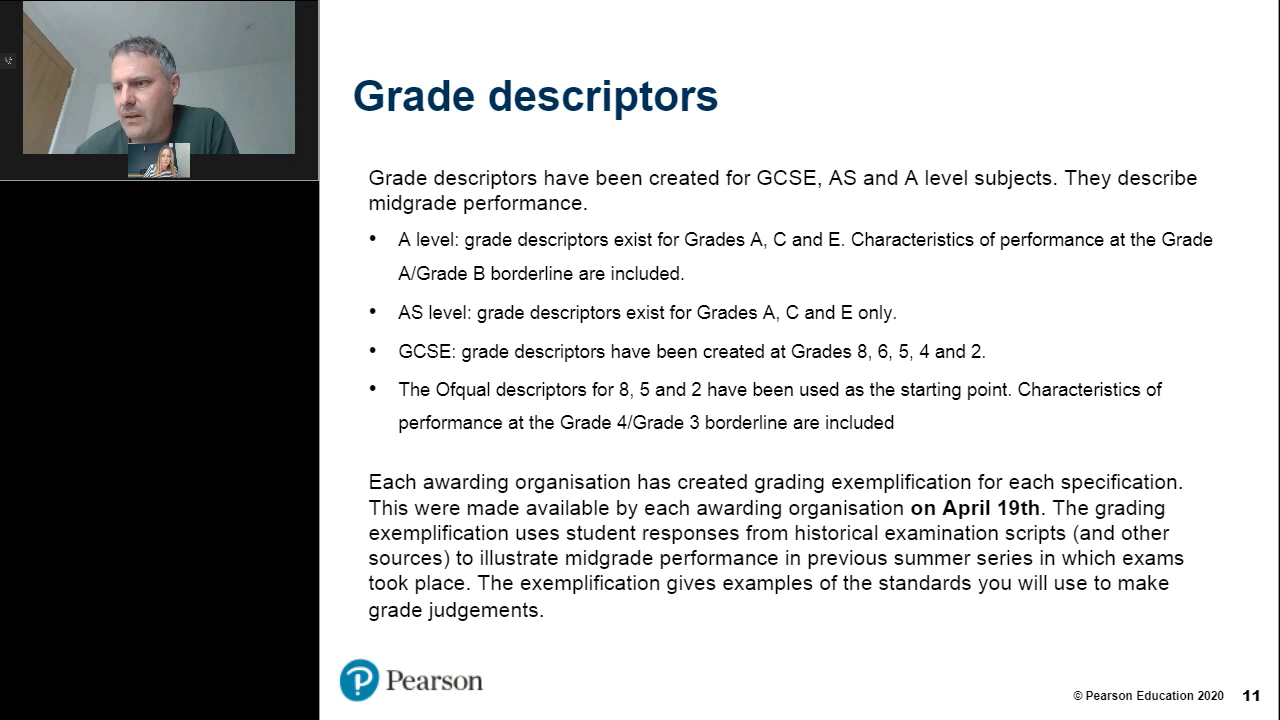 Grade descriptors
Grade descriptors have been created for GCSE, AS and A level subjects. They describe
midgrade performance.
• A level: grade descriptors exist for Grades A, C and E. Characteristics of performance at the Grade
A/Grade B borderline are included.
• AS level: grade descriptors exist for Grades A, C and E only.
• GCSE: grade descriptors have been created at Grades 8, 6, 5, 4 and 2.
• The Ofqual descriptors for 8, 5 and 2 have been used as the starting point. Characteristics of
performance at the Grade 4/Grade 3 borderline are included
Each awarding organisation has created grading exemplification for each specification.
This were made available by each awarding organisation on April 19th. The grading
exemplification uses student responses from historical examination scripts (and other
sources) to illustrate midgrade performance in previous summer series in which exams
took place. The exemplification gives examples of the standards you will use to make
grade judgements.
Pearson
© Pearson Education 2020 11